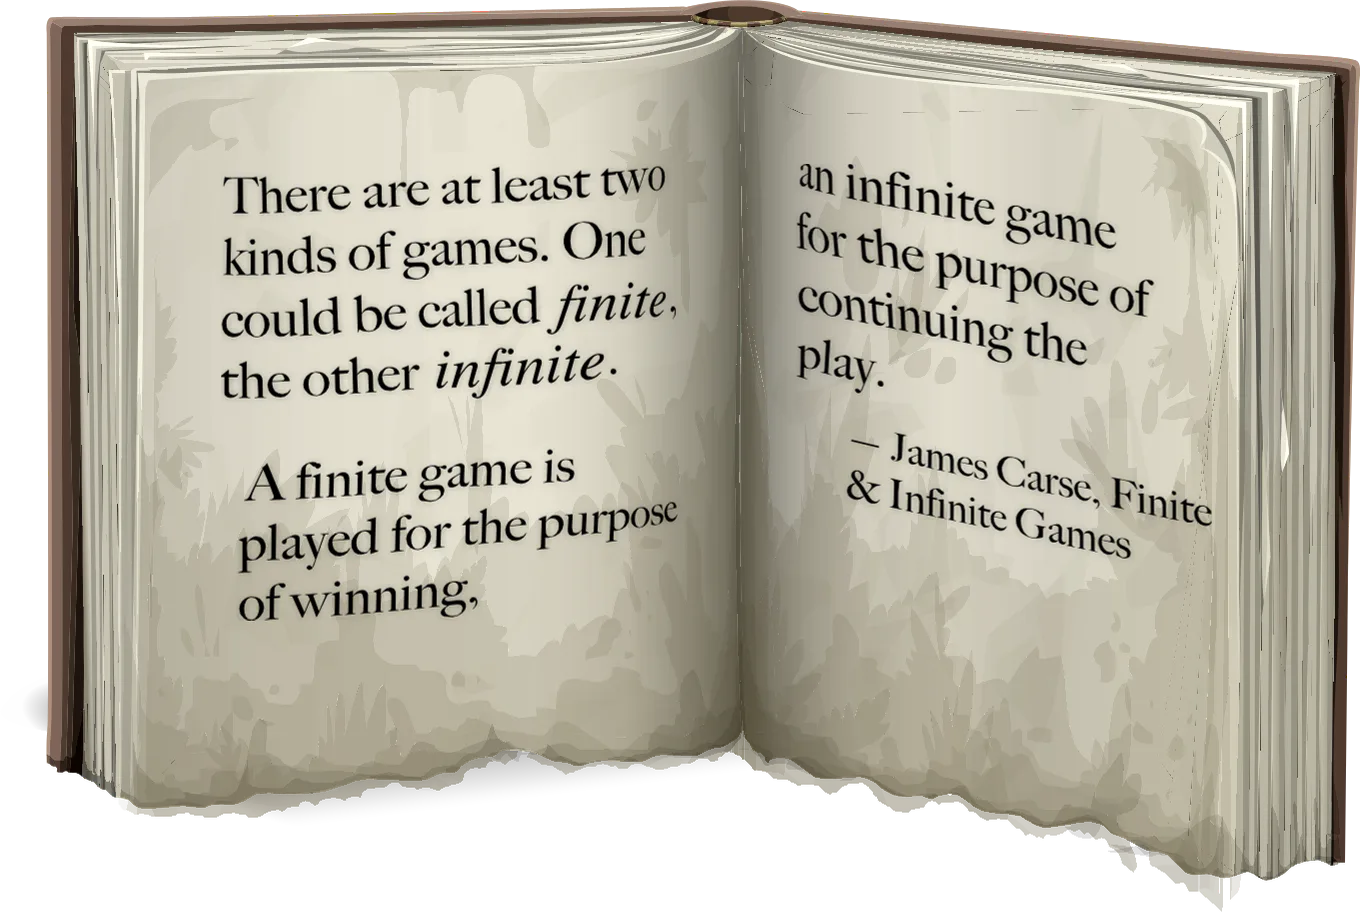 There are at least two
kinds of games. One
could be called finite,
the other infinite.
A finite game is
played for the purpose
of winning,
an infinite game
for the purpose of
continuing the
play.
— James Carse, Finite
& Infinite Games